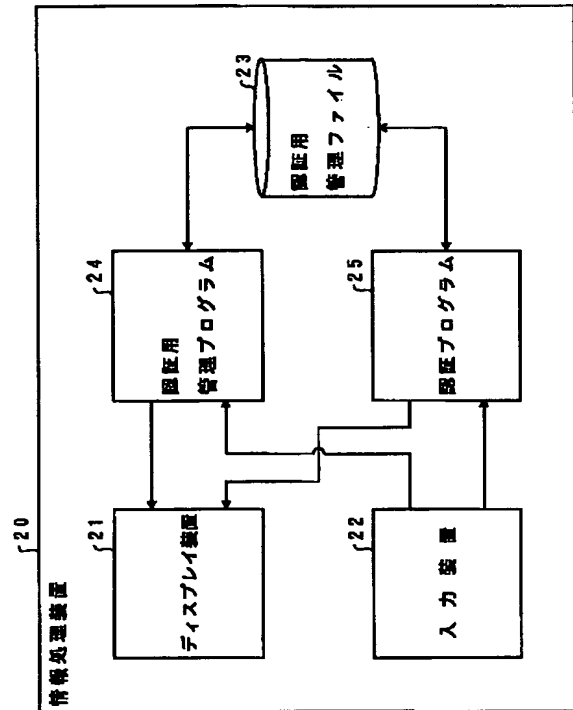 20
情報処理装置
21
ディスプレイ装置
24
認証用
管理プログラム
23
認証用
管理ファイル
22
入力装置
25
認証プログラム